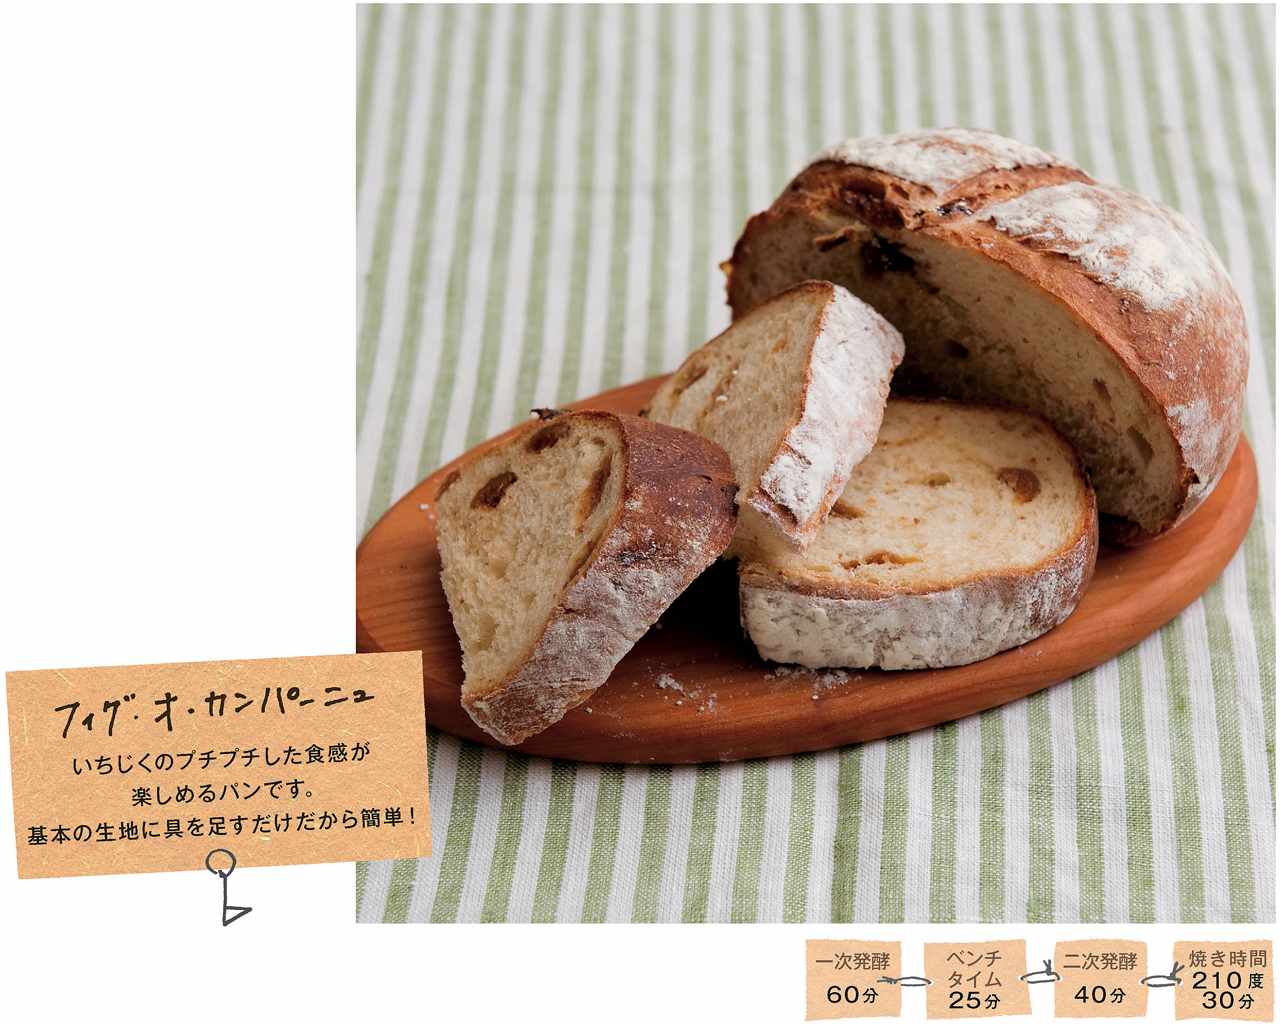 フィグ・オ・カンパーニュ
いちじくのプチプチした食感が
楽しめるパンです。
基本の生地に具を足すだけだから簡単！
一次発酵
60分
ベンチ
タイム
25分
二次発酵
40分
焼き時間
210度
30分